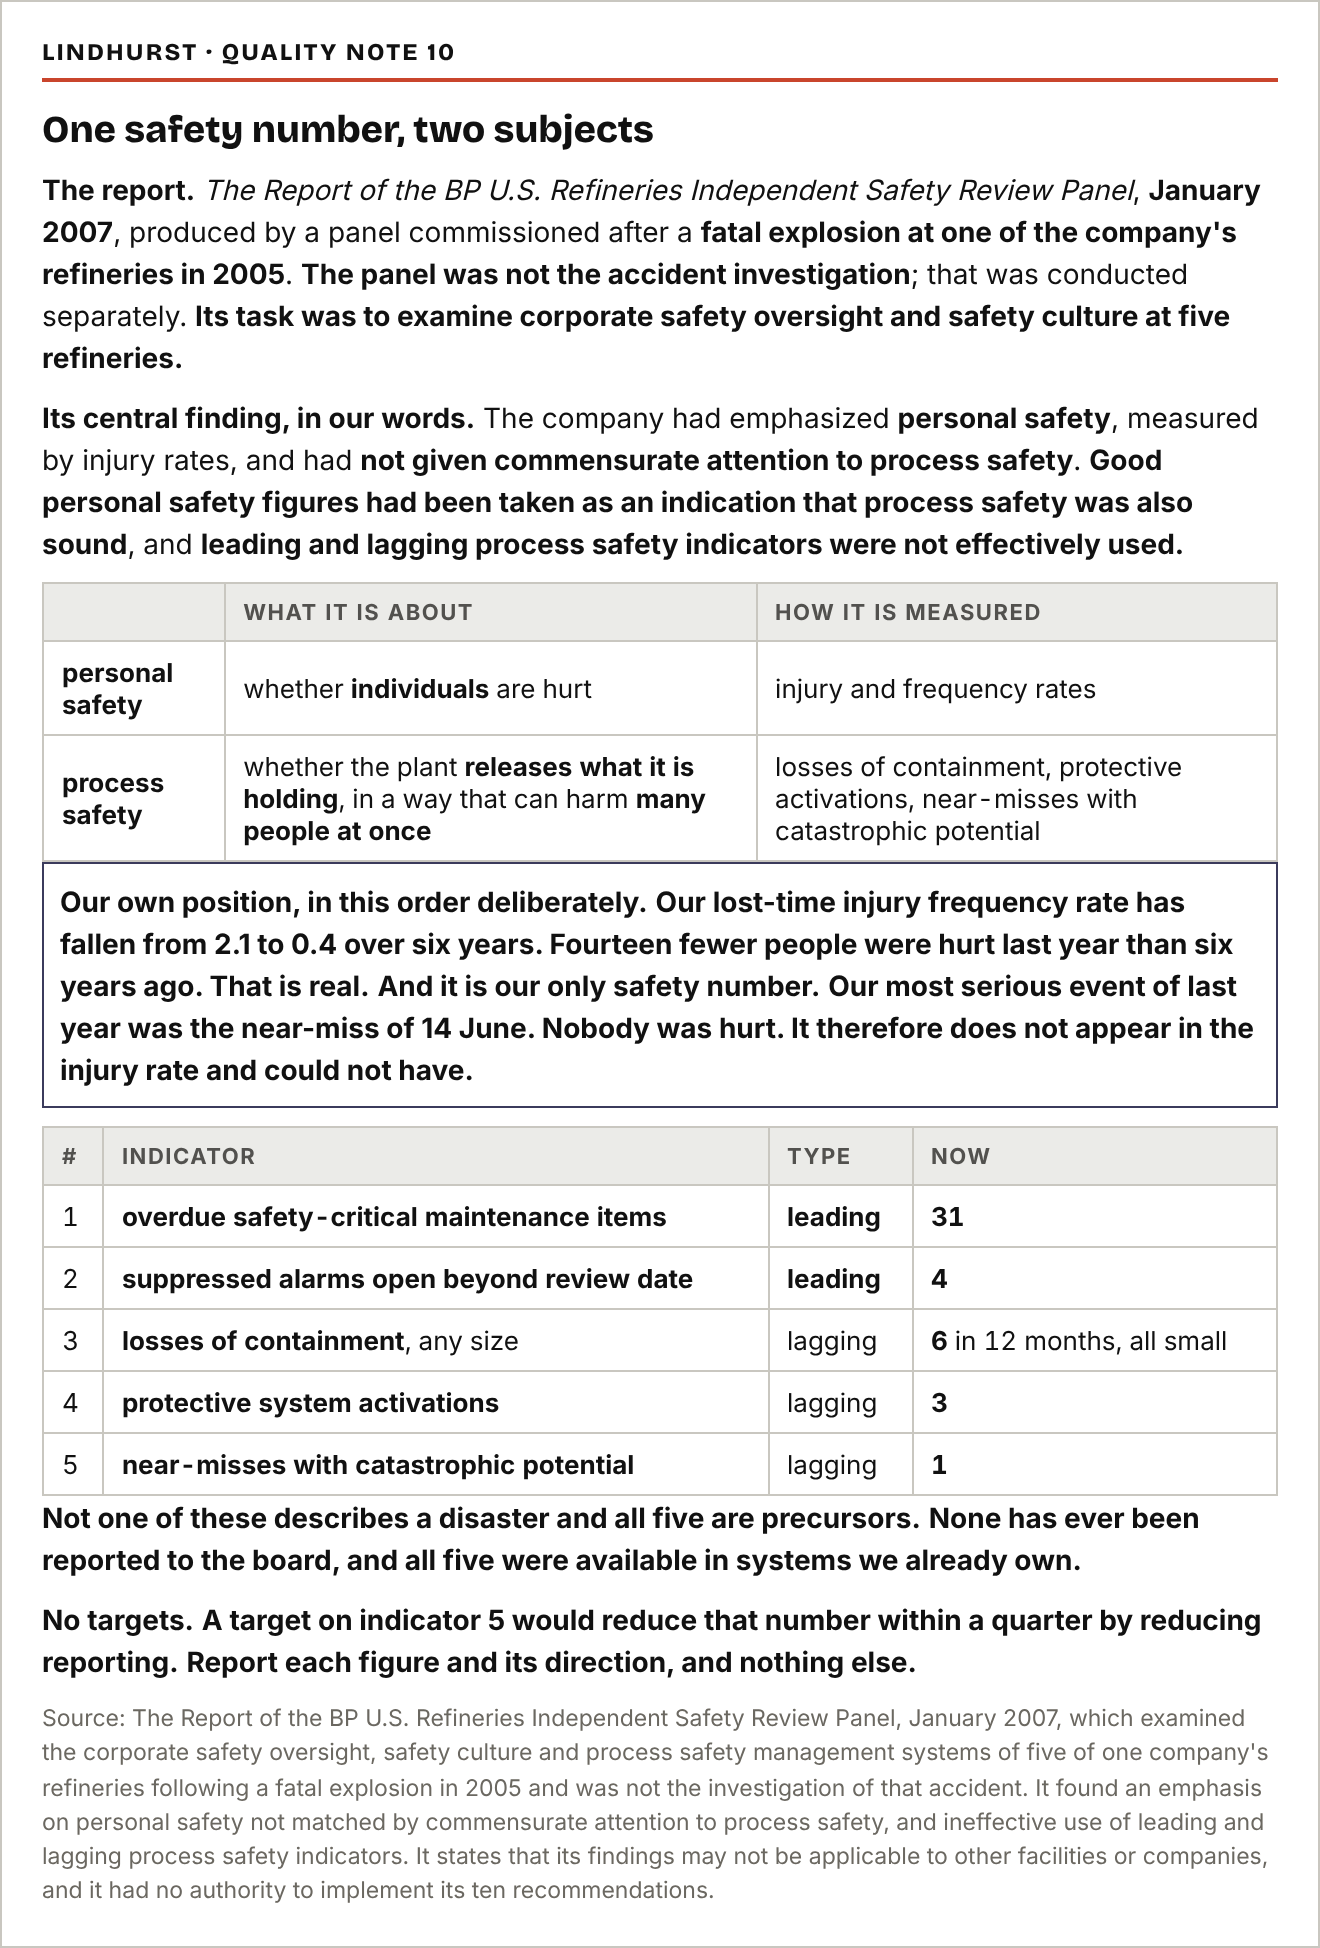 LINDHURST · QUALITY NOTE 10
One safety number, two subjects
The report. The Report of the BP U.S. Refineries Independent Safety Review Panel, January
2007, produced by a panel commissioned after a fatal explosion at one of the company's
refineries in 2005. The panel was not the accident investigation; that was conducted
separately. Its task was to examine corporate safety oversight and safety culture at five
refineries.
Its central finding, in our words. The company had emphasized personal safety, measured
by injury rates, and had not given commensurate attention to process safety. Good
personal safety figures had been taken as an indication that process safety was also
sound, and leading and lagging process safety indicators were not effectively used.
WHAT IT IS ABOUT HOW IT IS MEASURED
personal
safety
whether individuals are hurt
injury and frequency rates
process
safety
whether the plant releases what it is
holding, in a way that can harm many
people at once
losses of containment, protective
activations, near-misses with
catastrophic potential
Our own position, in this order deliberately. Our lost-time injury frequency rate has
fallen from 2.1 to 0.4 over six years. Fourteen fewer people were hurt last year than six
years ago. That is real. And it is our only safety number. Our most serious event of last
year was the near-miss of 14 June. Nobody was hurt. It therefore does not appear in the
injury rate and could not have.
# INDICATOR TYPE NOW
1 overdue safety-critical maintenance items leading 31
2 suppressed alarms open beyond review date leading 4
3 losses of containment, any size lagging 6 in 12 months, all small
4 protective system activations lagging 3
5 near-misses with catastrophic potential lagging 1
Not one of these describes a disaster and all five are precursors. None has ever been
reported to the board, and all five were available in systems we already own.
No targets. A target on indicator 5 would reduce that number within a quarter by reducing
reporting. Report each figure and its direction, and nothing else.
Source: The Report of the BP U.S. Refineries Independent Safety Review Panel, January 2007, which examined
the corporate safety oversight, safety culture and process safety management systems of five of one company's
refineries following a fatal explosion in 2005 and was not the investigation of that accident. It found an emphasis
on personal safety not matched by commensurate attention to process safety, and ineffective use of leading and
lagging process safety indicators. It states that its findings may not be applicable to other facilities or companies,
and it had no authority to implement its ten recommendations.